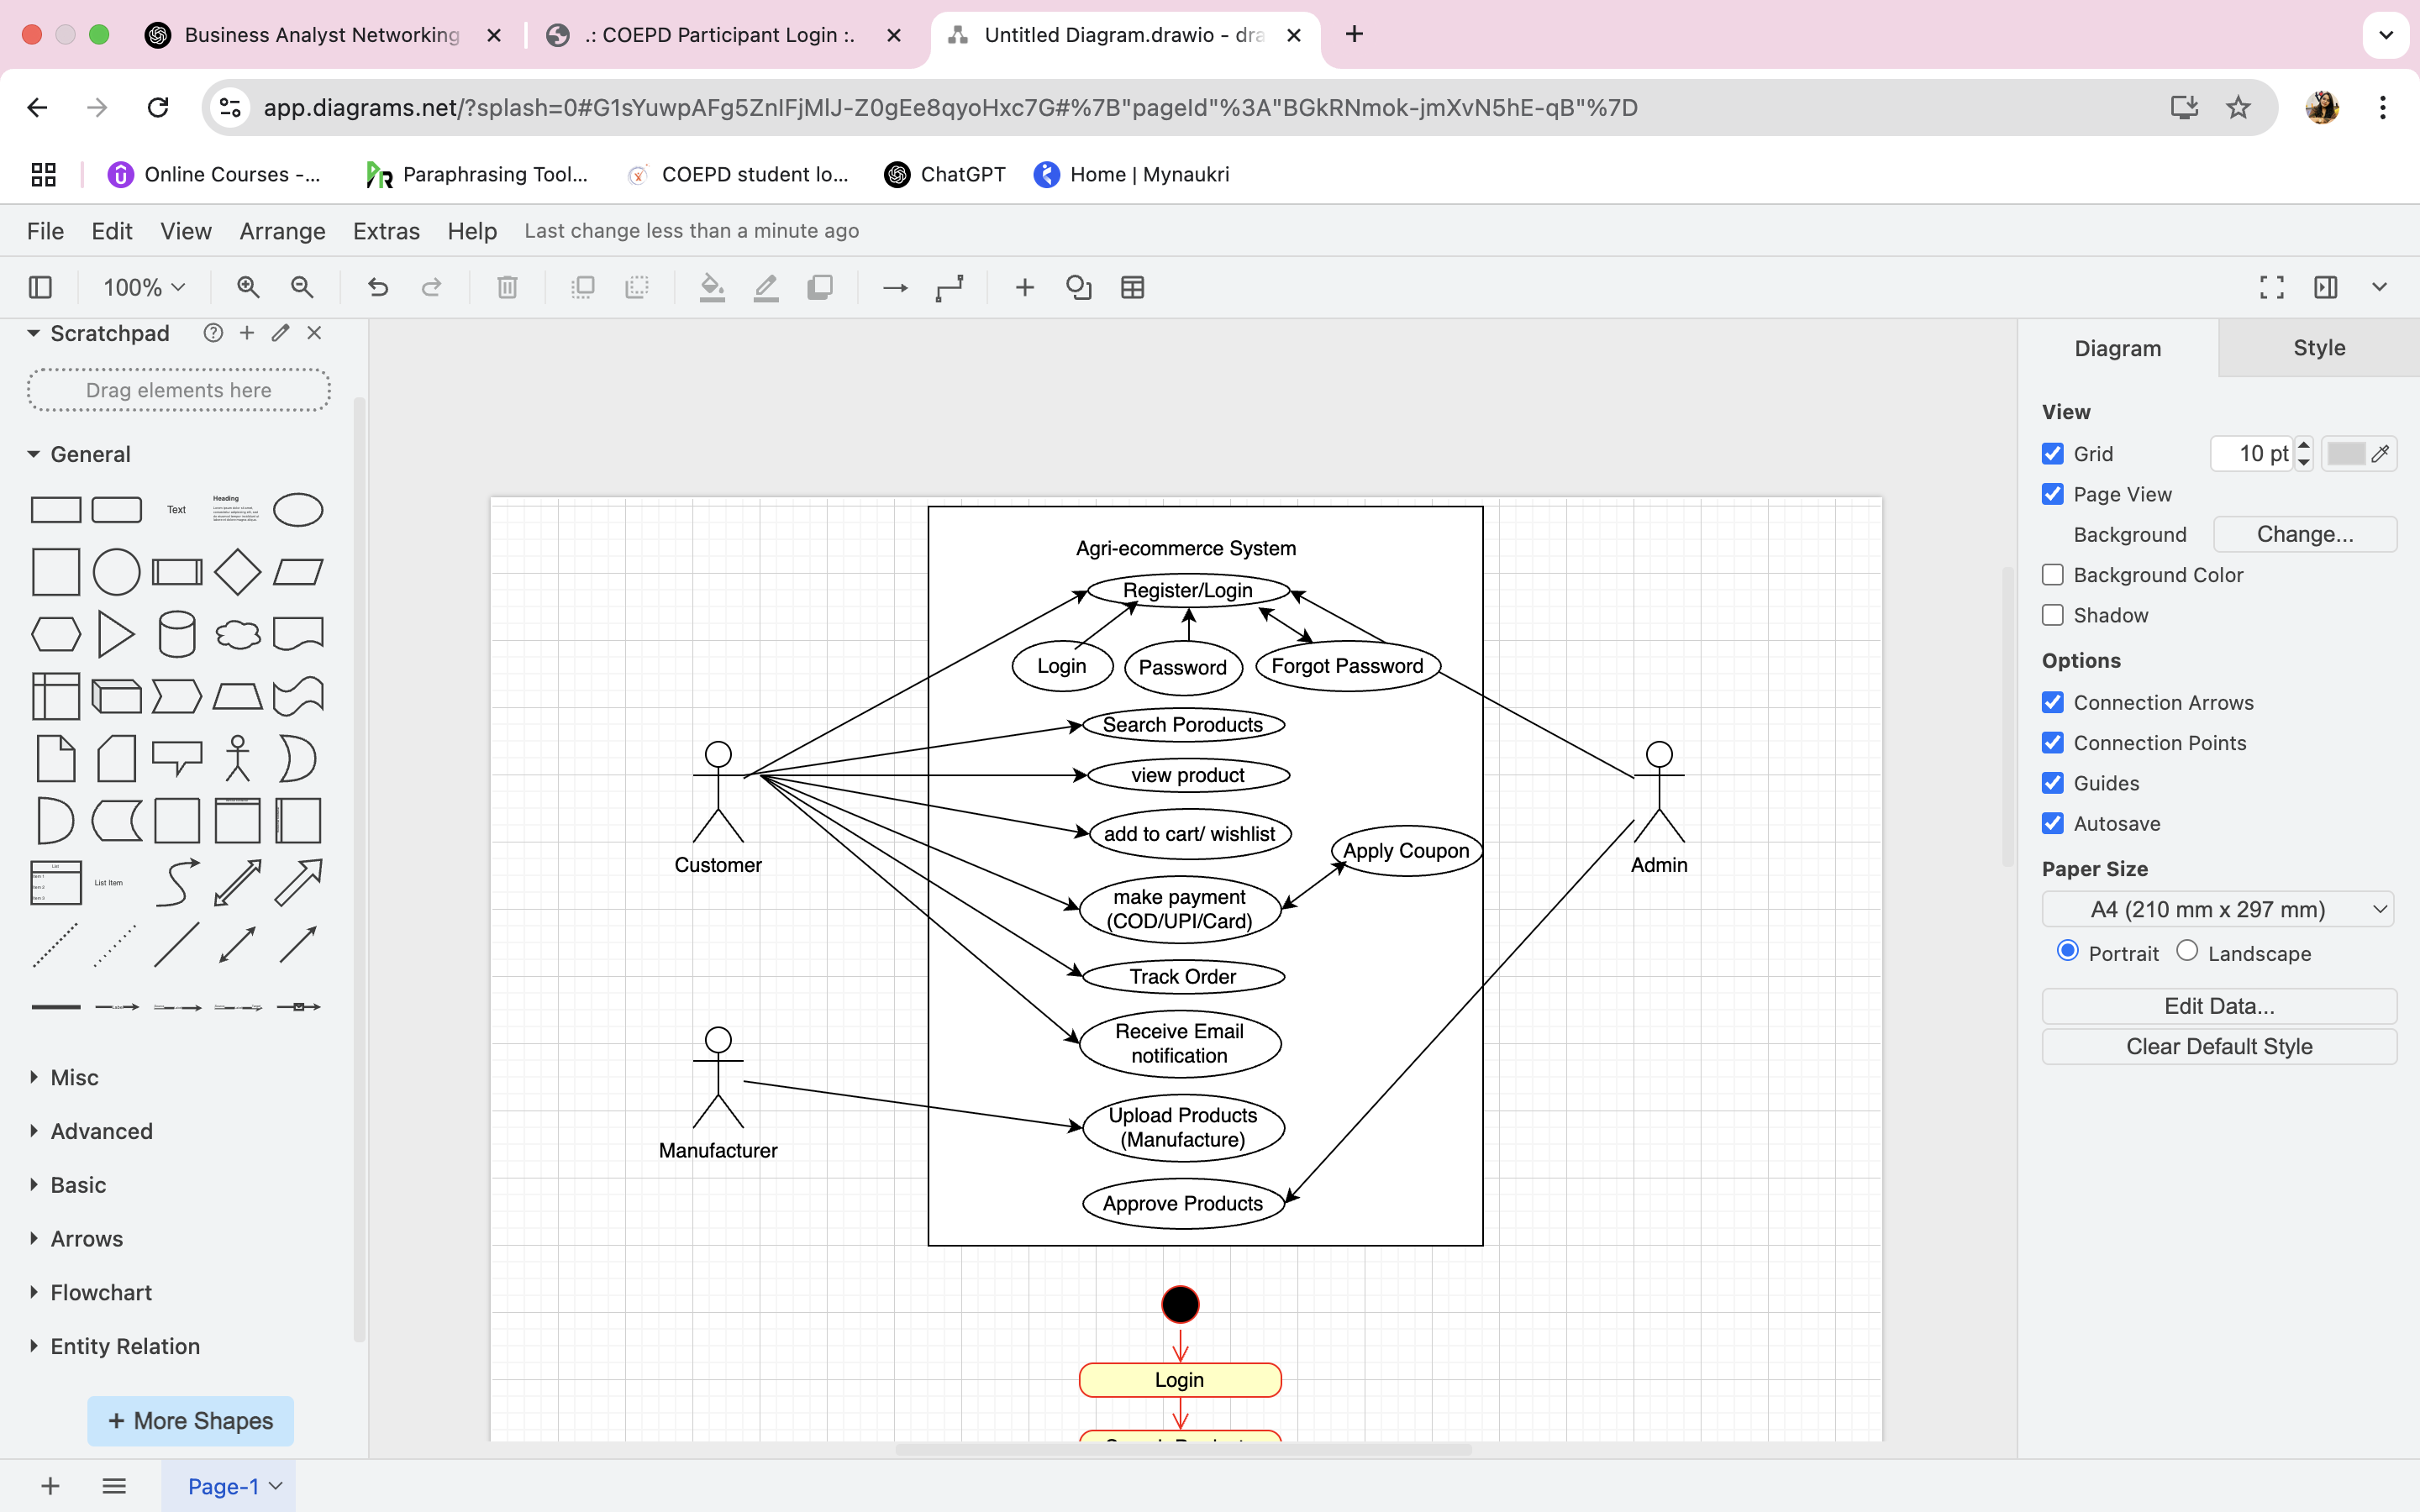 Business Analyst Networking
.: COEPD Participant Login :.
Untitled Diagram.drawio - dra
app.diagrams.net/?splash=0#G1sYuwpAFg5ZnIFjMlJ-Z0gEe8qyoHxc7G#%7B"pageId"%3A"BGkRNmok-jmXvN5hE-qB"%7D
Online Courses -...
Paraphrasing Tool...
COEPD student lo...
ChatGPT
Home | Mynaukri
File Edit View Arrange Extras Help Last change less than a minute ago
100%
Scratchpad
Drag elements here
General
Text
Heading
List
Item 1
Item 2
Item 3
List Item
Misc
Advanced
Basic
Arrows
Flowchart
Entity Relation
+ More Shapes
Page-1
Agri-ecommerce System
Register/Login
Login
Password
Forgot Password
Search Poroducts
view product
add to cart/ wishlist
Apply Coupon
make payment
(COD/UPI/Card)
Track Order
Receive Email
notification
Upload Products
(Manufacture)
Approve Products
Customer
Manufacturer
Admin
Login
Diagram
Style
View
Grid
10 pt
Page View
Background
Change...
Background Color
Shadow
Options
Connection Arrows
Connection Points
Guides
Autosave
Paper Size
A4 (210 mm x 297 mm)
Portrait
Landscape
Edit Data...
Clear Default Style